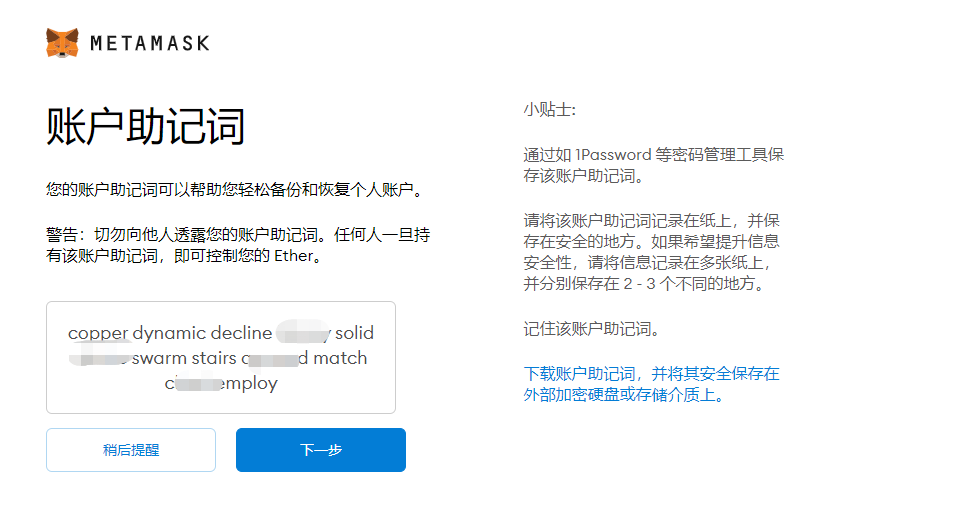 METAMASK
账户助记词
您的账户助记词可以帮助您轻松备份和恢复个人账户。
警告：切勿向他人透露您的账户助记词。任何人一旦持
有该账户助记词，即可控制您的 Ether。
copper dynamic decline solid
swarm stairs match
employ
稍后提醒
下一步
小贴士:
通过如 1Password 等密码管理工具保
存该账户助记词。
请将该账户助记词记录在纸上，并保
存在安全的地方。如果希望提升信息
安全性，请将信息记录在多张纸上，
并分别保存在 2 - 3 个不同的地方。
记住该账户助记词。
下载账户助记词，并将其安全保存在
外部加密硬盘或存储介质上。